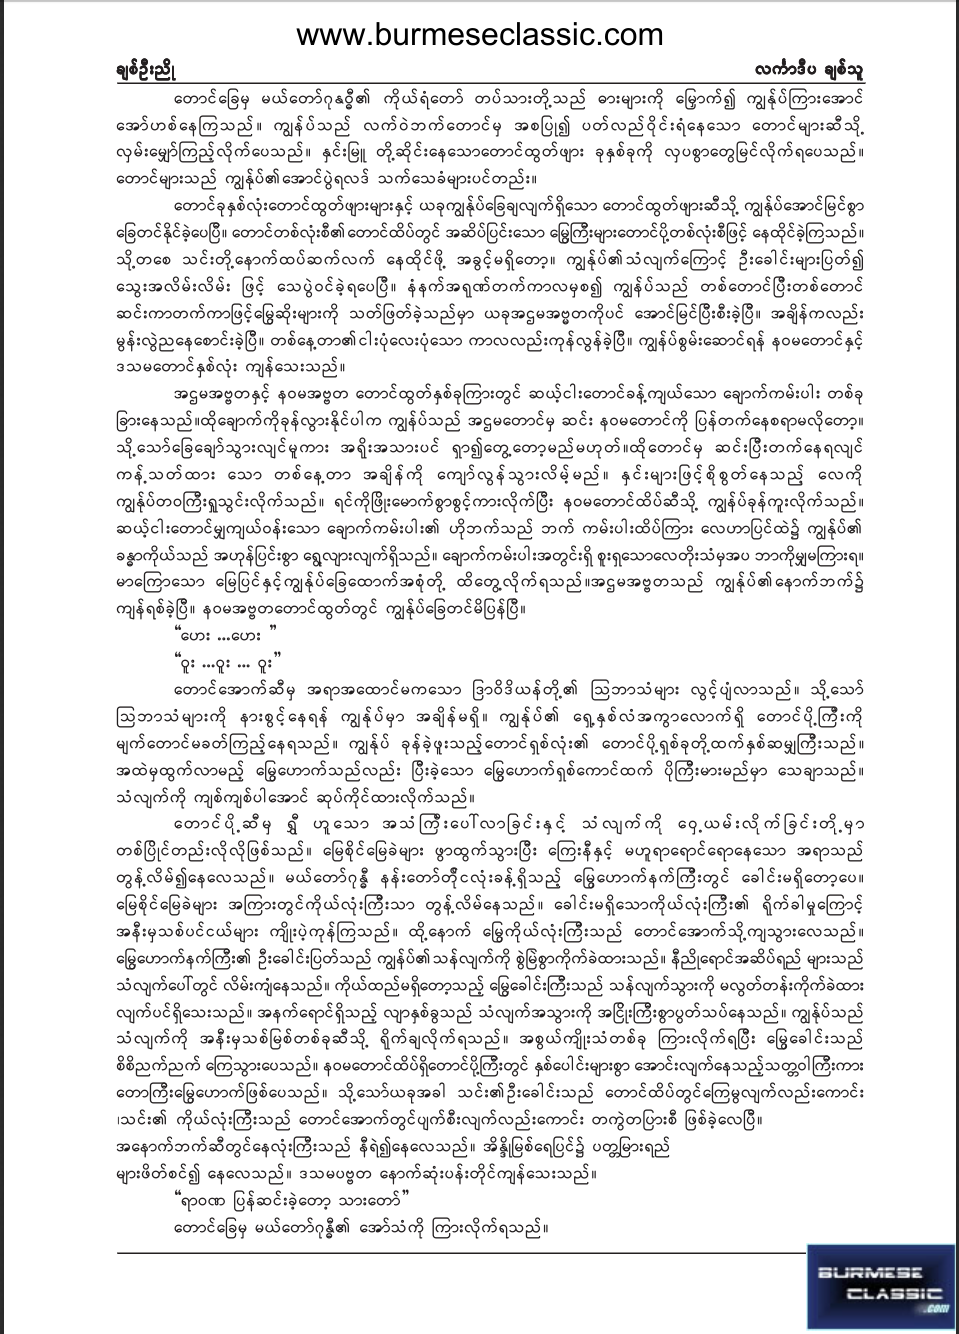 www.burmeseclassic.com
ချစ်ဦးညို လင်္ကာဒီပ ချစ်သူ
တောင်ခြေမှ မယ်တော်ဂုဏ္ဍီ၏ ကိုယ်ရံတော် တပ်သားတို့သည် ဓားများကို မြှောက်၍ ကျွန်ုပ်ကြားအောင်
အော်ဟစ်နေကြသည်။ ကျွန်ပ်သည် လက်ဝဲဘက်တောင်မှ အစပြု၍ ပတ်လည်ဝိုင်းရံနေသော တောင်များဆီသို့
လှမ်းမျှော်ကြည့်လိုက်ပေသည်။ နှင်းမြူ တို့ဆိုင်းနေသောတောင်ထွတ်ဖျား ခုနှစ်ခုကို လှပစွာတွေ့မြင်လိုက်ရပေသည်။
တောင်များသည် ကျွန်ုပ်၏အောင်ပွဲရလဒ် သက်သေခံများပင်တည်း။
တောင်ခုနှစ်လုံးတောင်ထွတ်ဖျားများနှင့် ယခုကျွန်ုပ်ခြေချလျက်ရှိသော တောင်ထွတ်ဖျားဆီသို့ ကျွန်ုပ်အောင်မြင်စွာ
ခြေတင်နိုင်ခဲ့ပေပြီ။ တောင်တစ်လုံးစီ၏တောင်ထိပ်တွင် အဆိပ်ပြင်းသော မြွေကြီးများတောင်ပို့တစ်လုံးစီဖြင့် နေထိုင်ခဲ့ကြသည်။
သို့တစေ သင်းတို့နောက်ထပ်ဆက်လက် နေထိုင်ဖို့ အခွင့်မရှိတော့။ ကျွန်ုပ်၏သံလျက်ကြောင့် ဦးခေါင်းများပြတ်၍
သွေးအလိမ်းလိမ်း ဖြင့် သေပွဲဝင်ခဲ့ရပေပြီ။ နံနက်အရုဏ်တက်ကာလမှစ၍ ကျွန်ပ်သည် တစ်တောင်ပြီးတစ်တောင်
ဆင်းကာတက်ကာဖြင့်မြွေဆိုးများကို သတ်ဖြတ်ခဲ့သည်မှာ ယခုအဌမအဗ္ဗမတကိုပင် အောင်မြင်ပြီးစီးခဲ့ပြီ။ အချိန်ကလည်း
မွန်းလွဲညနေစောင်းခဲ့ပြီ။ တစ်နေ့တာ၏ငါးပုံလေးပုံသော ကာလလည်းကုန်လွန်ခဲ့ပြီ။ ကျွန်ပ်စွမ်းဆောင်ရန် နဝမတောင်နှင့်
ဒသမတောင်နှစ်လုံး ကျန်သေးသည်။
အဌမအဗ္ဗတနှင့် နဝမအဗ္ဗတ တောင်ထွတ်နှစ်ခုကြားတွင် ဆယ့်ငါးတောင်ခန့်ကျယ်သော ချောက်ကမ်းပါး တစ်ခု
ခြားနေသည်။ထိုချောက်ကိုခုန်လွှားနိုင်ပါက ကျွန်ပ်သည် အဌမတောင်မှ ဆင်း နဝမတောင်ကို ပြန်တက်နေစရာမလိုတော့။
သို့သော်ခြေချော်သွားလျင်မူကား အရိုးအသားပင် ရှာ၍တွေ့တော့မည်မဟုတ်။ထိုတောင်မှ ဆင်းပြီးတက်နေရလျင်
ကန့်သတ်ထား သော တစ်နေ့တာ အချိန်ကို ကျော်လွန်သွားလိမ့်မည်။ နှင်းများဖြင့်စိုစွတ်နေသည့် လေကို
ကျွန်ုပ်တဝကြီးရှူသွင်းလိုက်သည်။ ရင်ကိုဖြိုးမောက်စွာစွင့်ကားလိုက်ပြီး နဝမတောင်ထိပ်ဆီသို့ ကျွန်ပ်ခုန်ကူးလိုက်သည်။
ဆယ့်ငါးတောင်မျှကျယ်ဝန်းသော ချောက်ကမ်းပါး၏ ဟိုဘက်သည် ဘက် ကမ်းပါးထိပ်ကြား လေဟာပြင်ထဲ၌ ကျွန်ုပ်၏
ခန္ဓာကိုယ်သည် အဟုန်ပြင်းစွာ ရွေ့လျားလျက်ရှိသည်။ ချောက်ကမ်းပါးအတွင်းရှိ စူးရှသောလေတိုးသံမှအပ ဘာကိုမျှမကြားရ။
မာကြောသော မြေပြင်နှင့်ကျွန်ုပ်ခြေထောက်အစုံတို့ ထိတွေ့လိုက်ရသည်။အဌမအဗ္ဗတသည် ကျွန်ုပ်၏နောက်ဘက်၌
ကျန်ရစ်ခဲ့ပြီ။ နဝမအဗ္ဗတတောင်ထွတ်တွင် ကျွန်ုပ်ခြေတင်မိပြန်ပြီ။
“ဟေး ...ဟေး ”
“ဝူး ...ဝူး ... ဝူး”
တောင်အောက်ဆီမှ အရာအထောင်မကသော ဒြာဝိဒိယန်တို့၏ ဩဘာသံများ လွင့်ပျံလာသည်။ သို့သော်
ဩဘာသံများကို နားစွင့်နေရန် ကျွန်ုပ်မှာ အချိန်မရှိ။ ကျွန်ုပ်၏ ရှေ့နှစ်လံအကွာလောက်ရှိ တောင်ပို့ကြီးကို
မျက်တောင်မခတ်ကြည့်နေရသည်။ ကျွန်ုပ် ခုန်ခဲ့ဖူးသည့်တောင်ရှစ်လုံး၏ တောင်ပို့ရှစ်ခုတို့ထက်နှစ်ဆမျှကြီးသည်။
အထဲမှထွက်လာမည့် မြွေဟောက်သည်လည်း ပြီးခဲ့သော မြွေဟောက်ရှစ်ကောင်ထက် ပိုကြီးမားမည်မှာ သေချာသည်။
သံလျက်ကို ကျစ်ကျစ်ပါအောင် ဆုပ်ကိုင်ထားလိုက်သည်။
တောင်ပို့ဆီမှ ရှီ ဟူသော အသံကြီးပေါ်လာခြင်းနှင့် သံလျက်ကို ဝှေ့ယမ်းလိုက်ခြင်းတို့မှာ
တစ်ပြိုင်တည်းလိုလိုဖြစ်သည်။ မြေစိုင်မြေခဲများ ဖွာထွက်သွားပြီး ကြေးနီနှင့် မဟူရာရောင်ရောနေသော အရာသည်
တွန့်လိမ်၍နေလေသည်။ မယ်တော်ဂုန္ဓီ နန်းတော်တိုင်လုံးခန့်ရှိသည့် မြွေဟောက်နက်ကြီးတွင် ခေါင်းမရှိတော့ပေ။
မြေစိုင်မြေခဲများ အကြားတွင်ကိုယ်လုံးကြီးသာ တွန့်လိမ်နေသည်။ ခေါင်းမရှိသောကိုယ်လုံးကြီး၏ ရိုက်ခါမှုကြောင့်
အနီးမှသစ်ပင်ငယ်များ ကျိုးပဲ့ကုန်ကြသည်။ ထို့နောက် မြွေကိုယ်လုံးကြီးသည် တောင်အောက်သို့ကျသွားလေသည်။
မြွေဟောက်နက်ကြီး၏ ဦးခေါင်းပြတ်သည် ကျွန်ပ်၏သန်လျက်ကို စွဲမြဲစွာကိုက်ခဲထားသည်။ နီညိုရောင်အဆိပ်ရည် များသည်
သံလျက်ပေါ်တွင် လိမ်းကျံနေသည်။ ကိုယ်ထည်မရှိတော့သည့် မြွေခေါင်းကြီးသည် သန်လျက်သွားကို မလွတ်တန်းကိုက်ခဲထား
လျက်ပင်ရှိသေးသည်။ အနက်ရောင်ရှိသည့် လျာနှစ်ခွသည် သံလျက်အသွားကို အငြိုးကြီးစွာပွတ်သပ်နေသည်။ ကျွန်ုပ်သည်
သံလျက်ကို အနီးမှသစ်မြစ်တစ်ခုဆီသို့ ရိုက်ချလိုက်ရသည်။ အစွယ်ကျိုးသံတစ်ခု ကြားလိုက်ရပြီး မြွေခေါင်းသည်
စိစိညက်ညက် ကြေသွားပေသည်။ နဝမတောင်ထိပ်ရှိတောင်ပို့ကြီးတွင် နှစ်ပေါင်းများစွာ အောင်းလျက်နေသည့်သတ္တဝါကြီးကား
တောကြီးမြွေဟောက်ဖြစ်ပေသည်။ သို့သော်ယခုအခါ သင်း၏ဦးခေါင်းသည် တောင်ထိပ်တွင်ကြေမွလျက်လည်းကောင်း
၊သင်း၏ ကိုယ်လုံးကြီးသည် တောင်အောက်တွင်ပျက်စီးလျက်လည်းကောင်း တကွဲတပြားစီ ဖြစ်ခဲ့လေပြီ။
အနောက်ဘက်ဆီတွင်နေလုံးကြီးသည် နီရဲ၍နေလေသည်။ အိန္ဒိုမြစ်ရေပြင်၌ ပတ္တမြားရည်
များဖိတ်စင်၍ နေလေသည်။ ဒသမပဗ္ဗတ နောက်ဆုံးပန်းတိုင်ကျန်သေးသည်။
“ရာဝဏ ပြန်ဆင်းခဲ့တော့ သားတော်”
တောင်ခြေမှ မယ်တော်ဂုန္ဓီ၏ အော်သံကို ကြားလိုက်ရသည်။
BURMESE
CLASSIC
.com